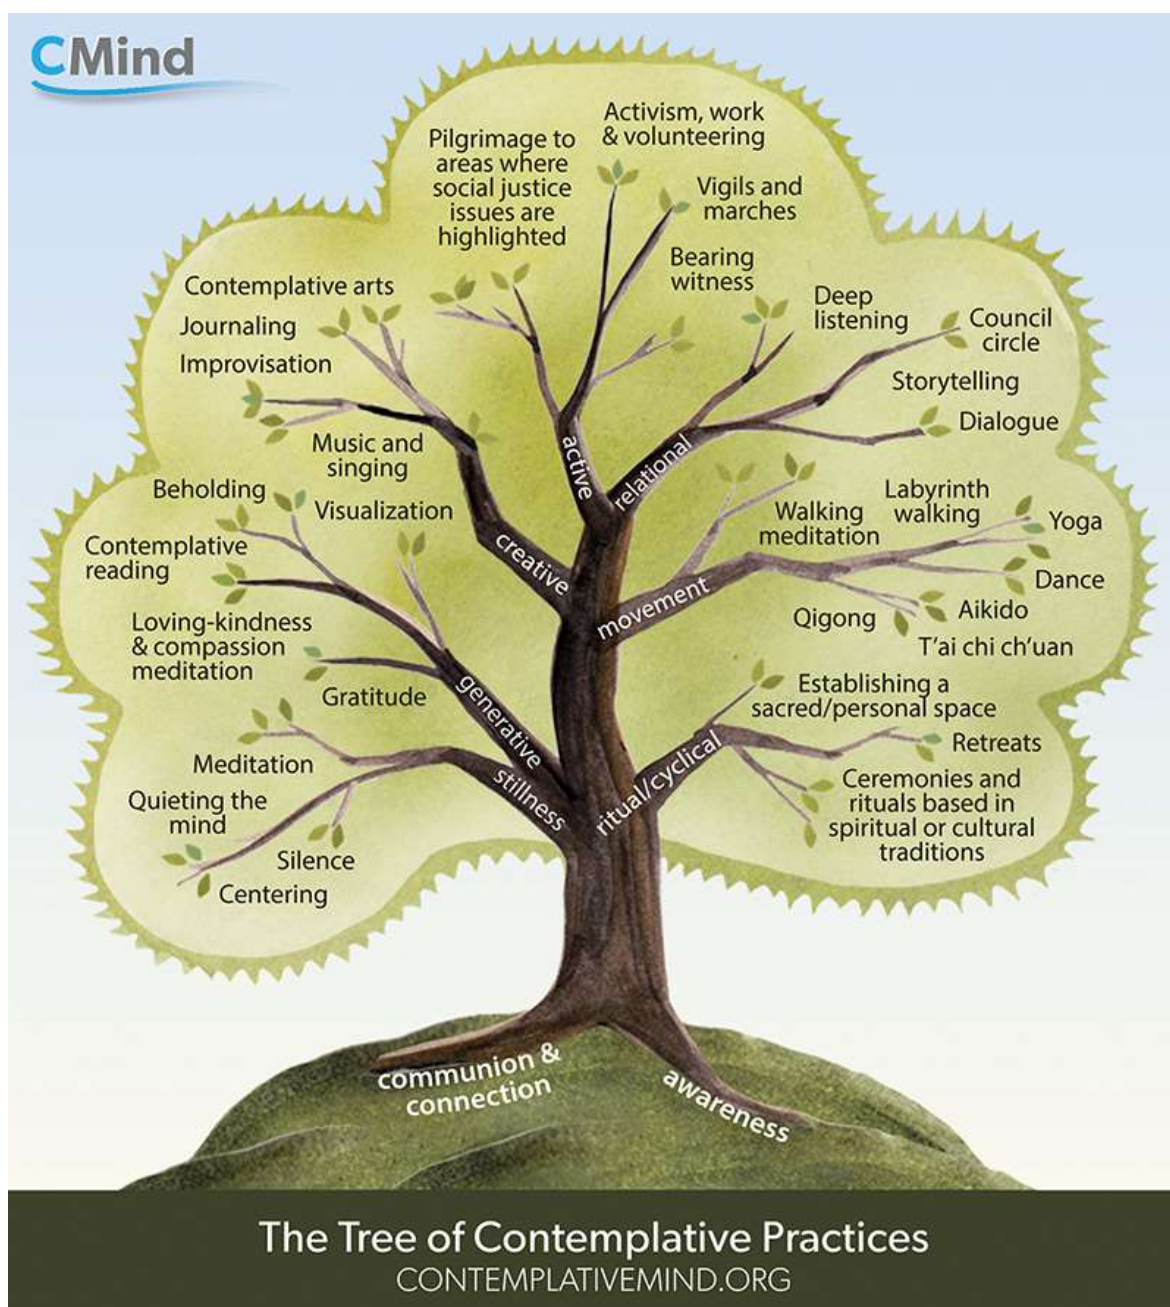 CMind
Activism, work
& volunteering
Pilgrimage to
areas where
social justice
issues are
highlighted
Vigils and
marches
Bearing
witness
Deep
listening
Council
circle
Storytelling
Dialogue
Contemplative arts
Journaling
Improvisation
Music and
singing
active
relational
Beholding
Visualization
Contemplative
reading
Loving-kindness
& compassion
meditation
Gratitude
creative
generative
Walking
meditation
Labyrinth
walking
Yoga
Dance
movement
Qigong
Aikido
T'ai chi ch'uan
Meditation
Quieting the
mind
Silence
Centering
stillness
ritual/cyclical
Establishing a
sacred/personal space
Retreats
Ceremonies and
rituals based in
spiritual or cultural
traditions
communion &
connection
awareness
The Tree of Contemplative Practices
CONTEMPLATIVEMIND.ORG